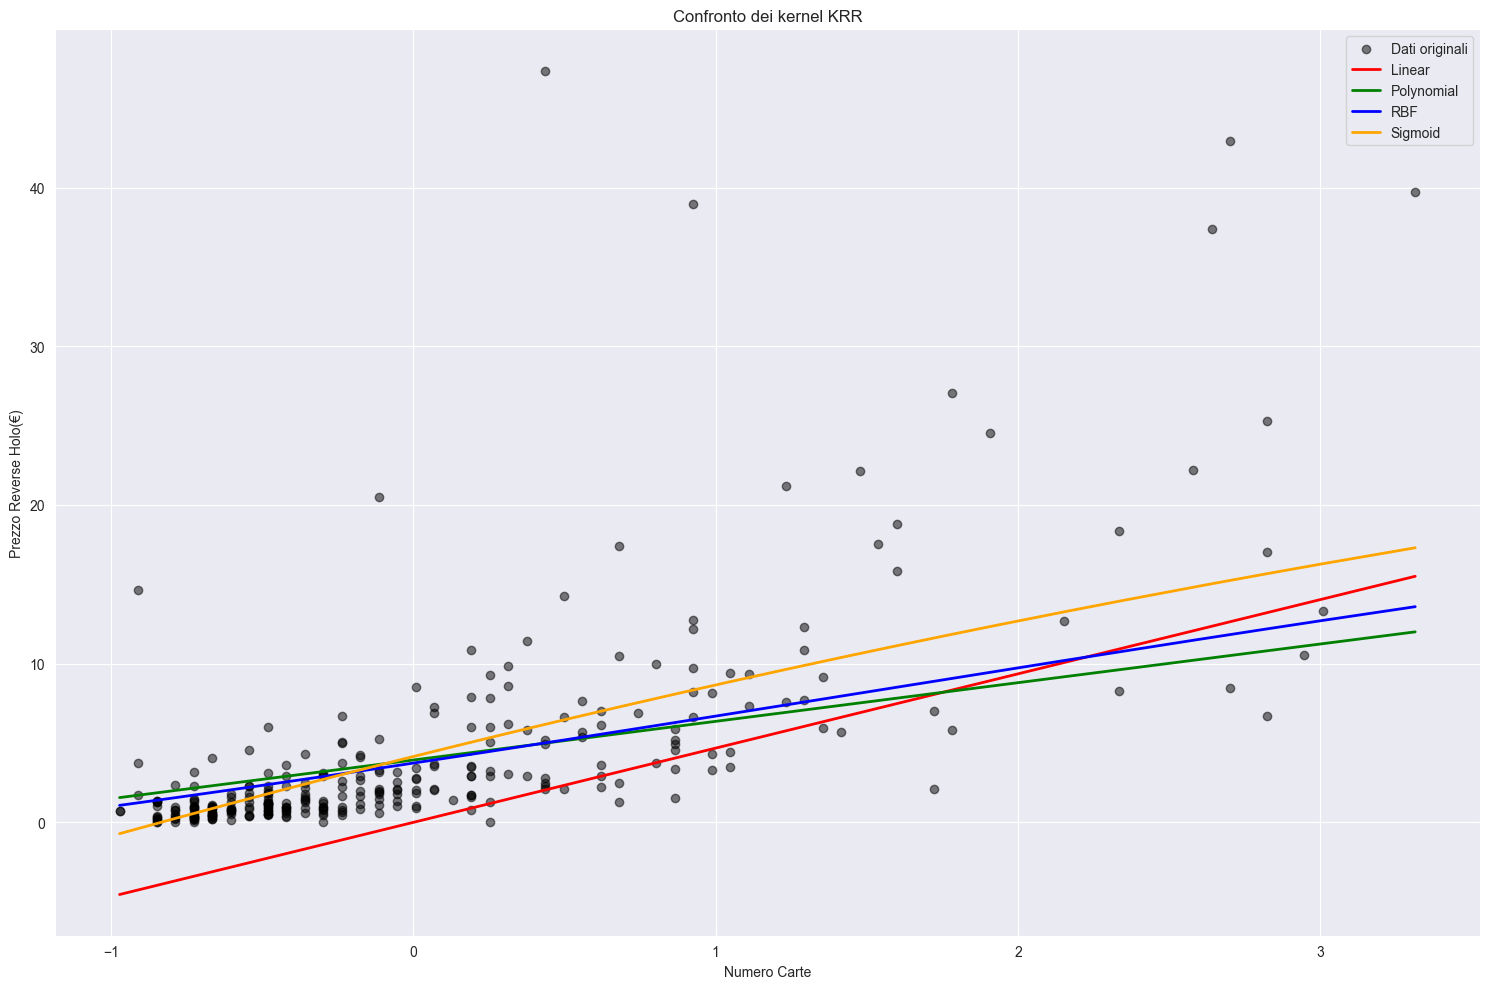 Confronto dei kernel KRR
Dati originali
Linear
Polynomial
RBF
Sigmoid
Prezzo Reverse Holo(€)
40
30
20
10
0
−1
0
1
2
3
Numero Carte